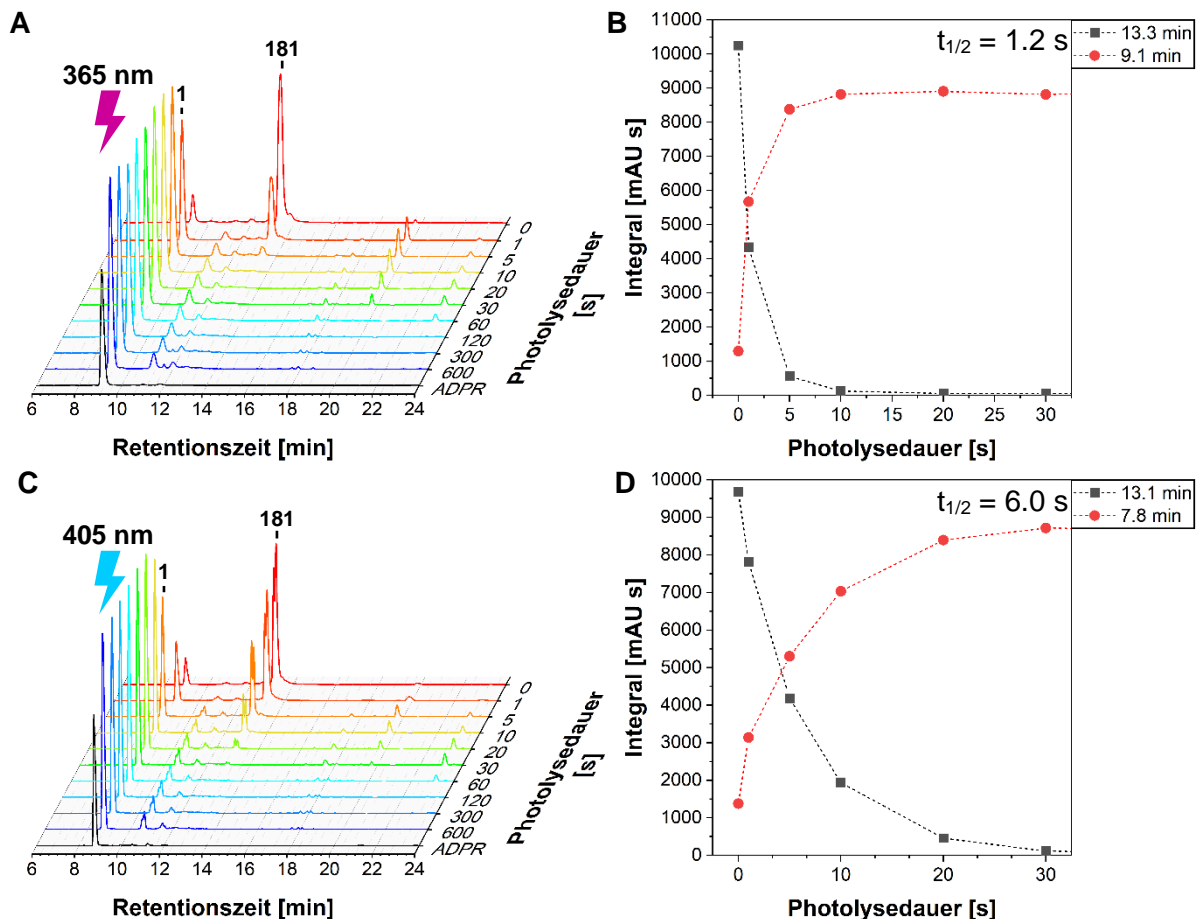 A
365 nm
1
181
0
1
5
10
20
30
60
120
300
600
ADPR
Photolysedauer
[s]
6 8 10 12 14 16 18 20 22 24
Retentionszeit [min]
B
t1/2 = 1.2 s
13.3 min
9.1 min
11000
10000
9000
8000
7000
6000
5000
4000
3000
2000
1000
0
Integral [mAU s]
0 5 10 15 20 25 30
Photolysedauer [s]
C
405 nm
1
181
0
1
5
10
20
30
60
120
300
600
ADPR
Photolysedauer
[s]
6 8 10 12 14 16 18 20 22 24
Retentionszeit [min]
D
t1/2 = 6.0 s
13.1 min
7.8 min
10000
9000
8000
7000
6000
5000
4000
3000
2000
1000
0
Integral [mAU s]
0 10 20 30
Photolysedauer [s]